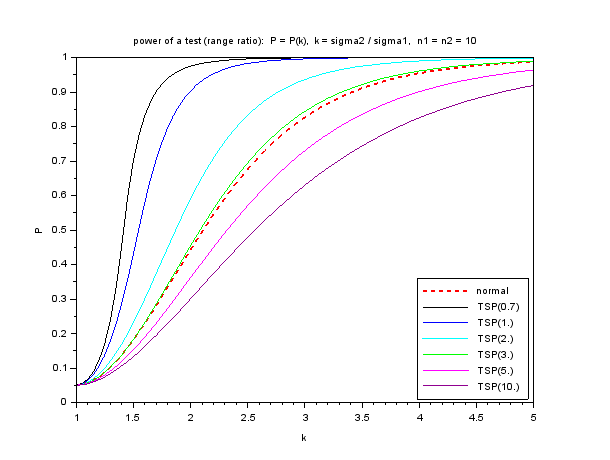 power of a test (range ratio): P = P(k), k = sigma2 / sigma1, n1 = n2 = 10
1
0.9
0.8
0.7
0.6
0.5
0.4
0.3
0.2
0.1
0
P
1
1.5
2
2.5
3
3.5
4
4.5
5
k
normal
TSP(0.7)
TSP(1.)
TSP(2.)
TSP(3.)
TSP(5.)
TSP(10.)